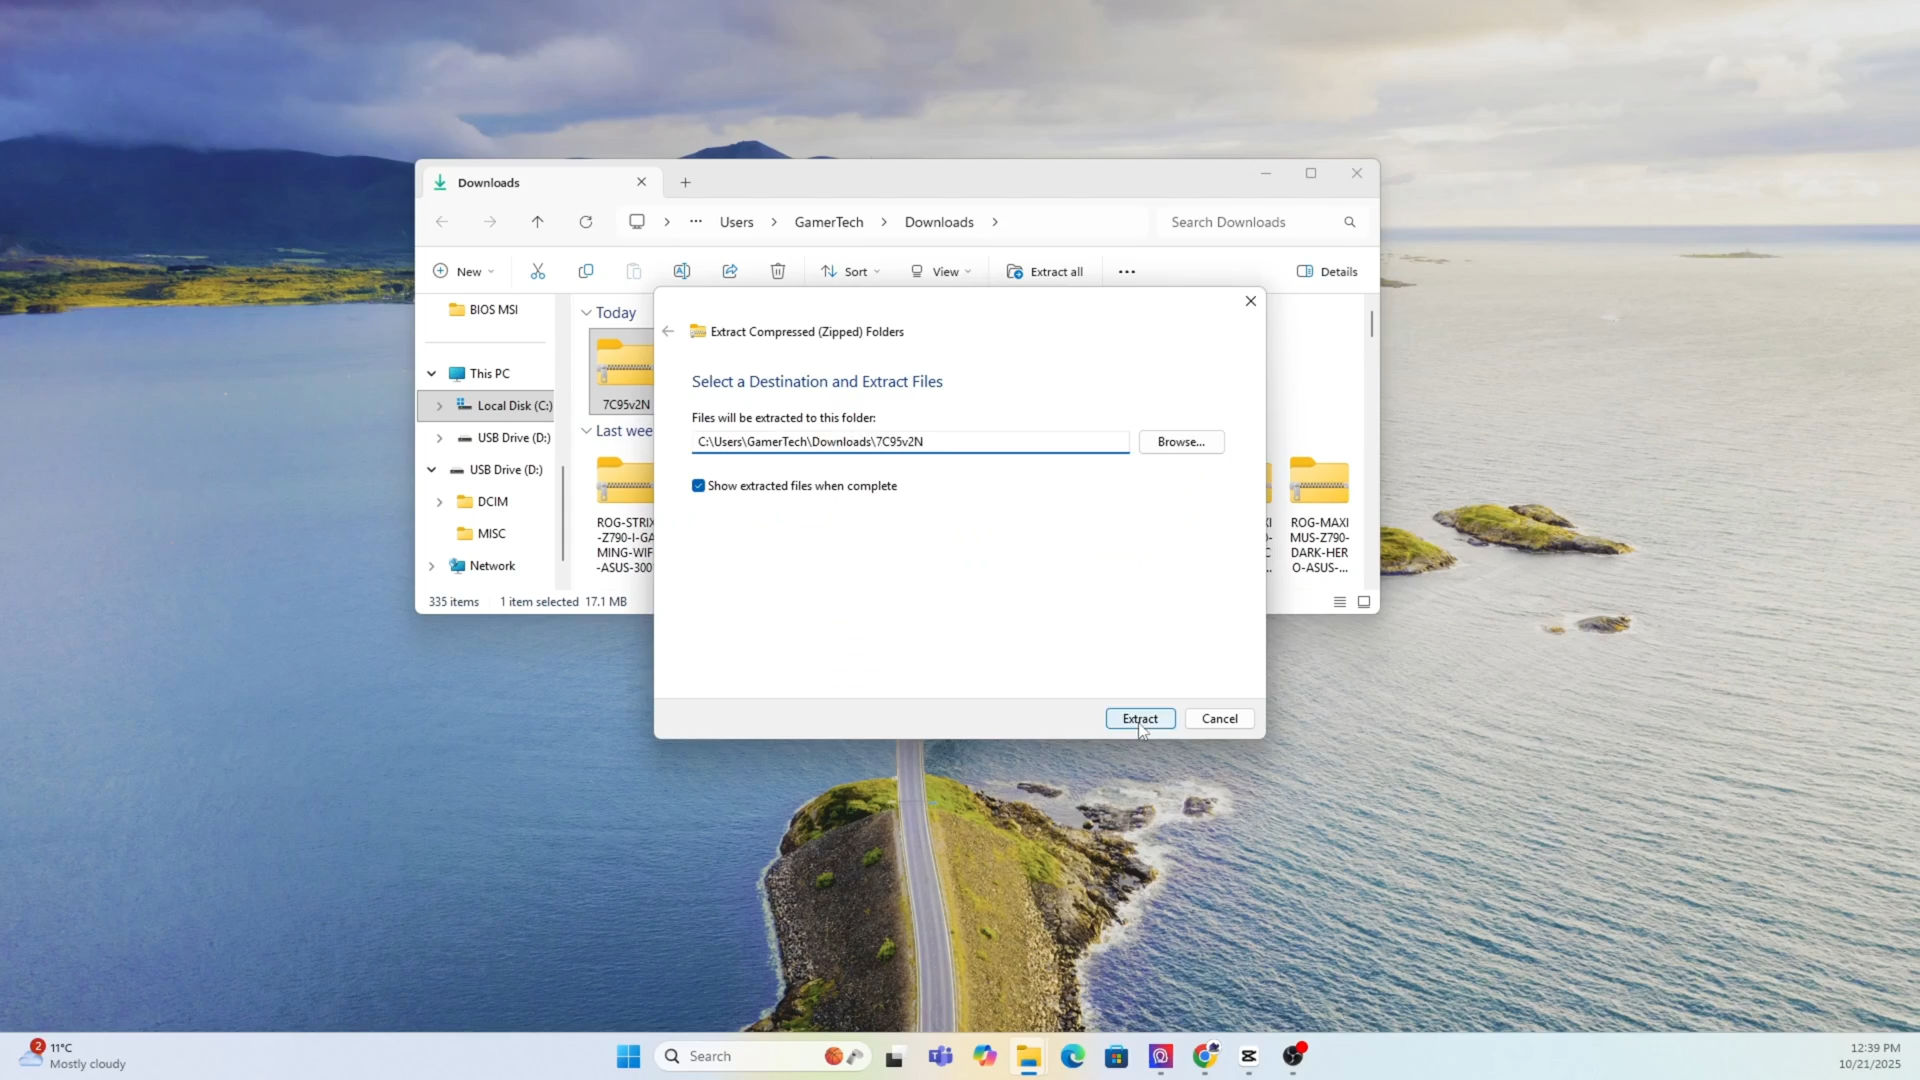 Downloads
Users
GamerTech
Downloads
Search Downloads
New
Sort
View
Extract all
Details
BIOS MSI
This PC
Local Disk (C:)
USB Drive (D:)
USB Drive (D:)
DCIM
MISC
Network
Today
7C95v2N
Last wee
ROG-STRIX
-Z790-I-GA
MING-WIF
-ASUS-300
ROG-MAXI
MUS-Z790-
DARK-HER
O-ASUS-...
335 items
1 item selected 17.1 MB
Extract Compressed (Zipped) Folders
Select a Destination and Extract Files
Files will be extracted to this folder:
C:\Users\GamerTech\Downloads\7C95v2N
Browse...
Show extracted files when complete
Extract
Cancel
2
11°C
Mostly cloudy
Search
12:39 PM
10/21/2025